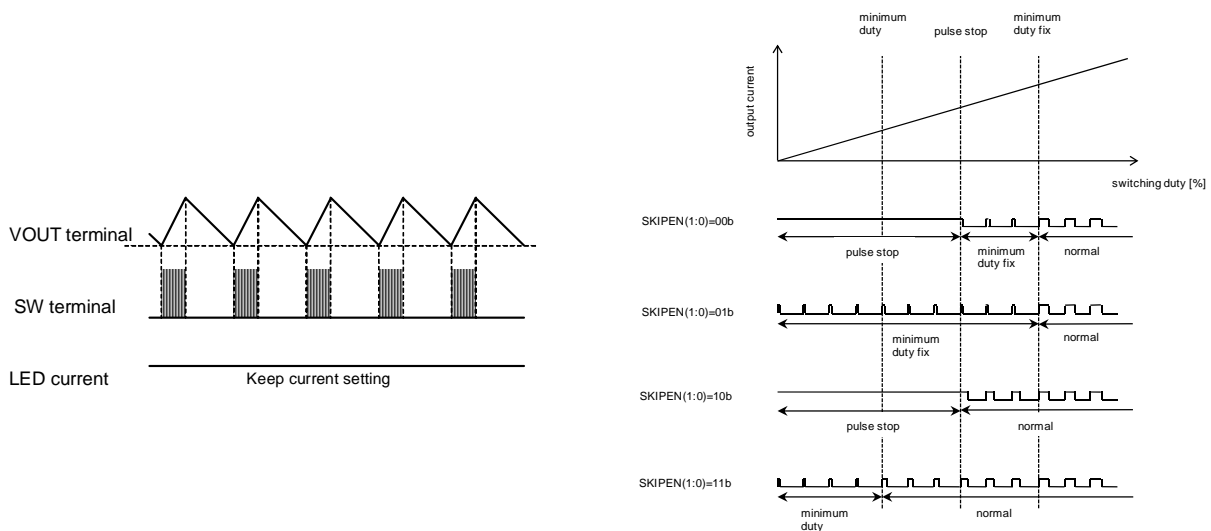 VOUT terminal
SW terminal
LED current
Keep current setting
minimum
duty
pulse stop
minimum
duty fix
output current
switching duty [%]
SKIPEN(1:0)=00b
pulse stop
minimum
duty fix
normal
SKIPEN(1:0)=01b
minimum
duty fix
normal
SKIPEN(1:0)=10b
pulse stop
normal
SKIPEN(1:0)=11b
minimum
duty
normal